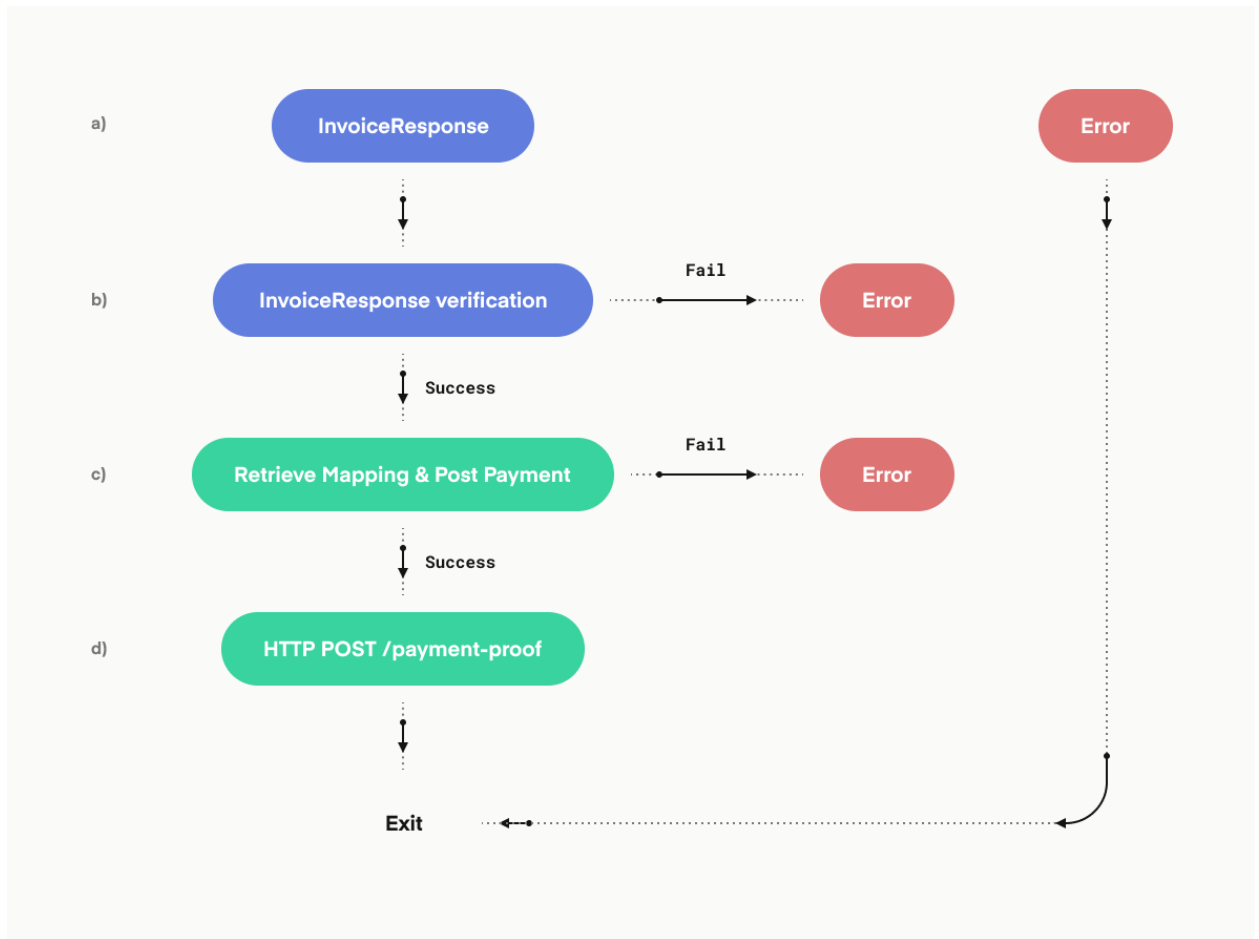 a)
InvoiceResponse
Error
Fail
b)
InvoiceResponse verification
Error
Success
Fail
c)
Retrieve Mapping & Post Payment
Error
Success
d)
HTTP POST /payment-proof
Exit